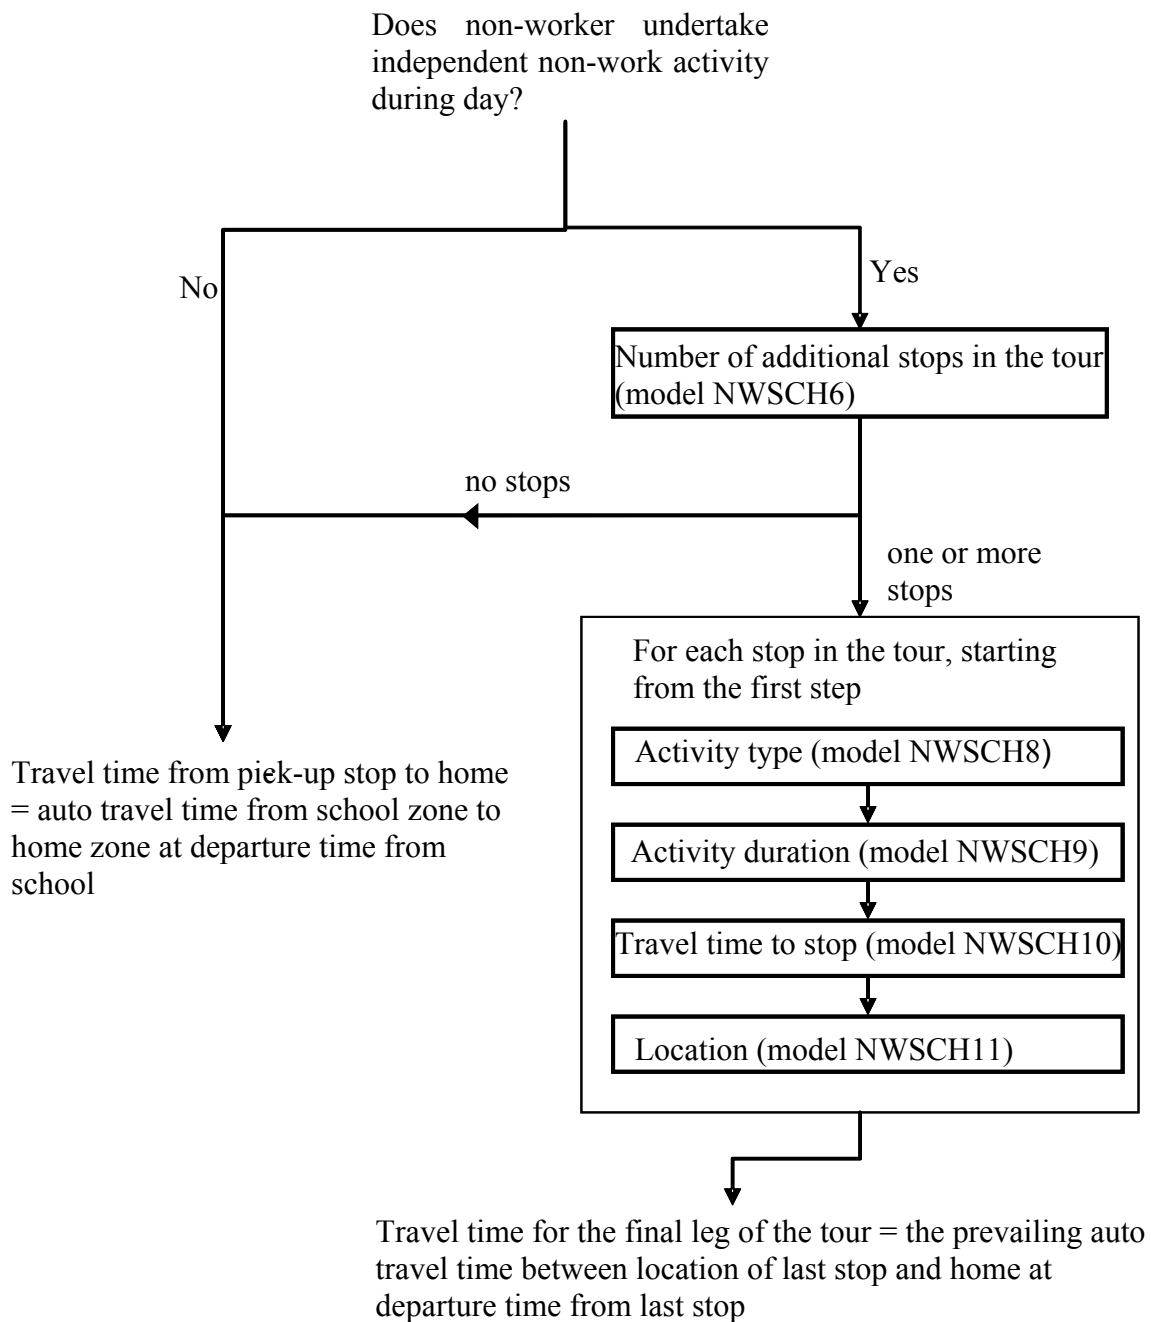 Does non-worker undertake
independent non-work activity
during day?
No
Yes
Number of additional stops in the tour
(model NWSCH6)
no stops
one or more
stops
For each stop in the tour, starting
from the first step
Activity type (model NWSCH8)
Activity duration (model NWSCH9)
Travel time to stop (model NWSCH10)
Location (model NWSCH11)
Travel time from pick-up stop to home
= auto travel time from school zone to
home zone at departure time from
school
Travel time for the final leg of the tour = the prevailing auto
travel time between location of last stop and home at
departure time from last stop